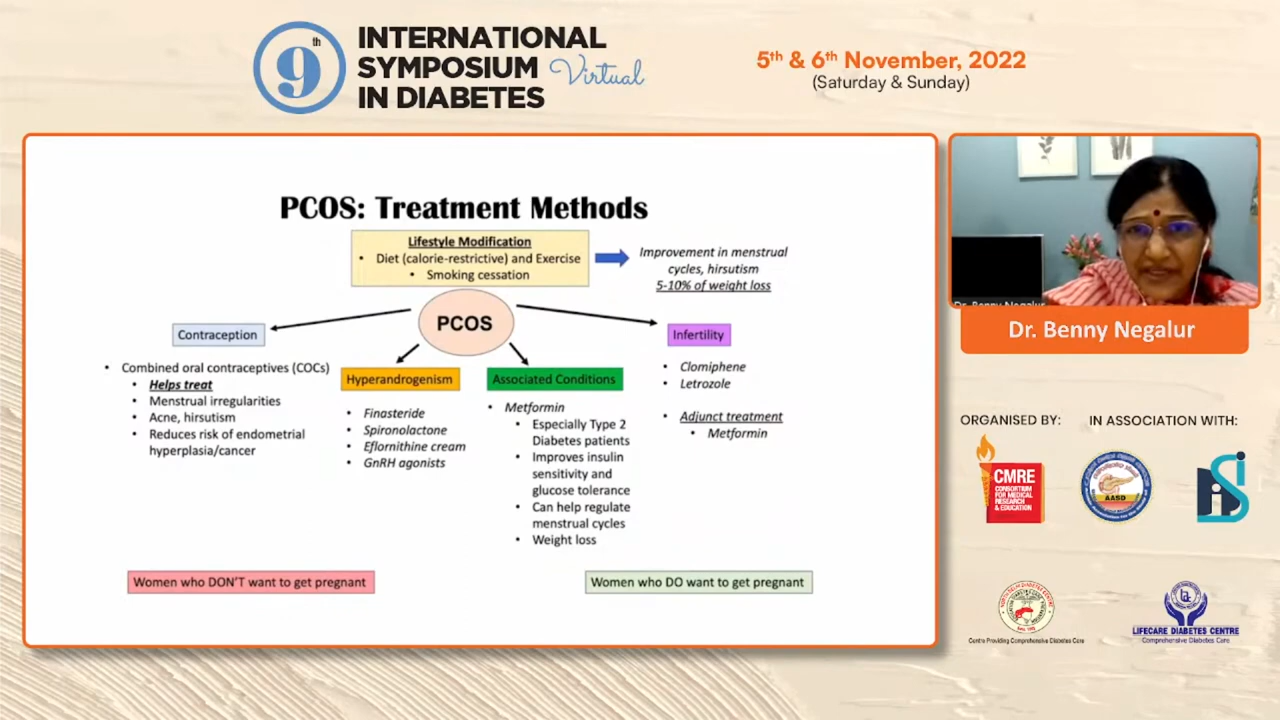 9th
INTERNATIONAL
SYMPOSIUM Virtual
IN DIABETES
5th & 6th November, 2022
(Saturday & Sunday)
PCOS: Treatment Methods
Lifestyle Modification
• Diet (calorie-restrictive) and Exercise
• Smoking cessation
Improvement in menstrual
cycles, hirsutism
5-10% of weight loss
PCOS
Contraception
• Combined oral contraceptives (COCs)
• Helps treat
• Menstrual irregularities
• Acne, hirsutism
• Reduces risk of endometrial
hyperplasia/cancer
Hyperandrogenism
• Finasteride
• Spironolactone
• Eflornithine cream
• GnRH agonists
Associated Conditions
• Metformin
• Especially Type 2
Diabetes patients
• Improves insulin
sensitivity and
glucose tolerance
• Can help regulate
menstrual cycles
• Weight loss
Infertility
• Clomiphene
• Letrozole
• Adjunct treatment
• Metformin
Women who DON'T want to get pregnant
Women who DO want to get pregnant
Dr. Benny Negalur
Dr. Benny Negalur
ORGANISED BY:
IN ASSOCIATION WITH:
CMRE
CONSORTIUM
FOR MEDICAL
RESEARCH
& EDUCATION
AASD
Centre Providing Comprehensive Diabetes Care
LIFECARE DIABETES CENTRE
Comprehensive Diabetes Care